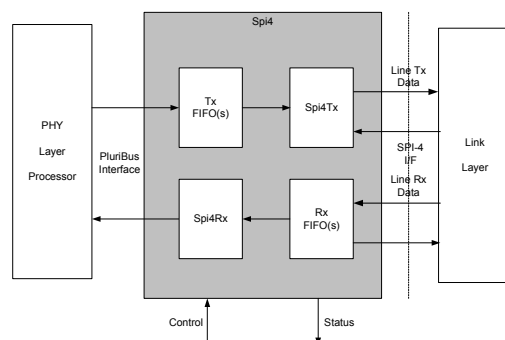 Spi4
PHY
Layer
Processor
PluriBus
Interface
Tx
FIFO(s)
Spi4Tx
Line Tx
Data
SPI-4
I/F
Line Rx
Data
Link
Layer
Spi4Rx
Rx
FIFO(s)
Control
Status